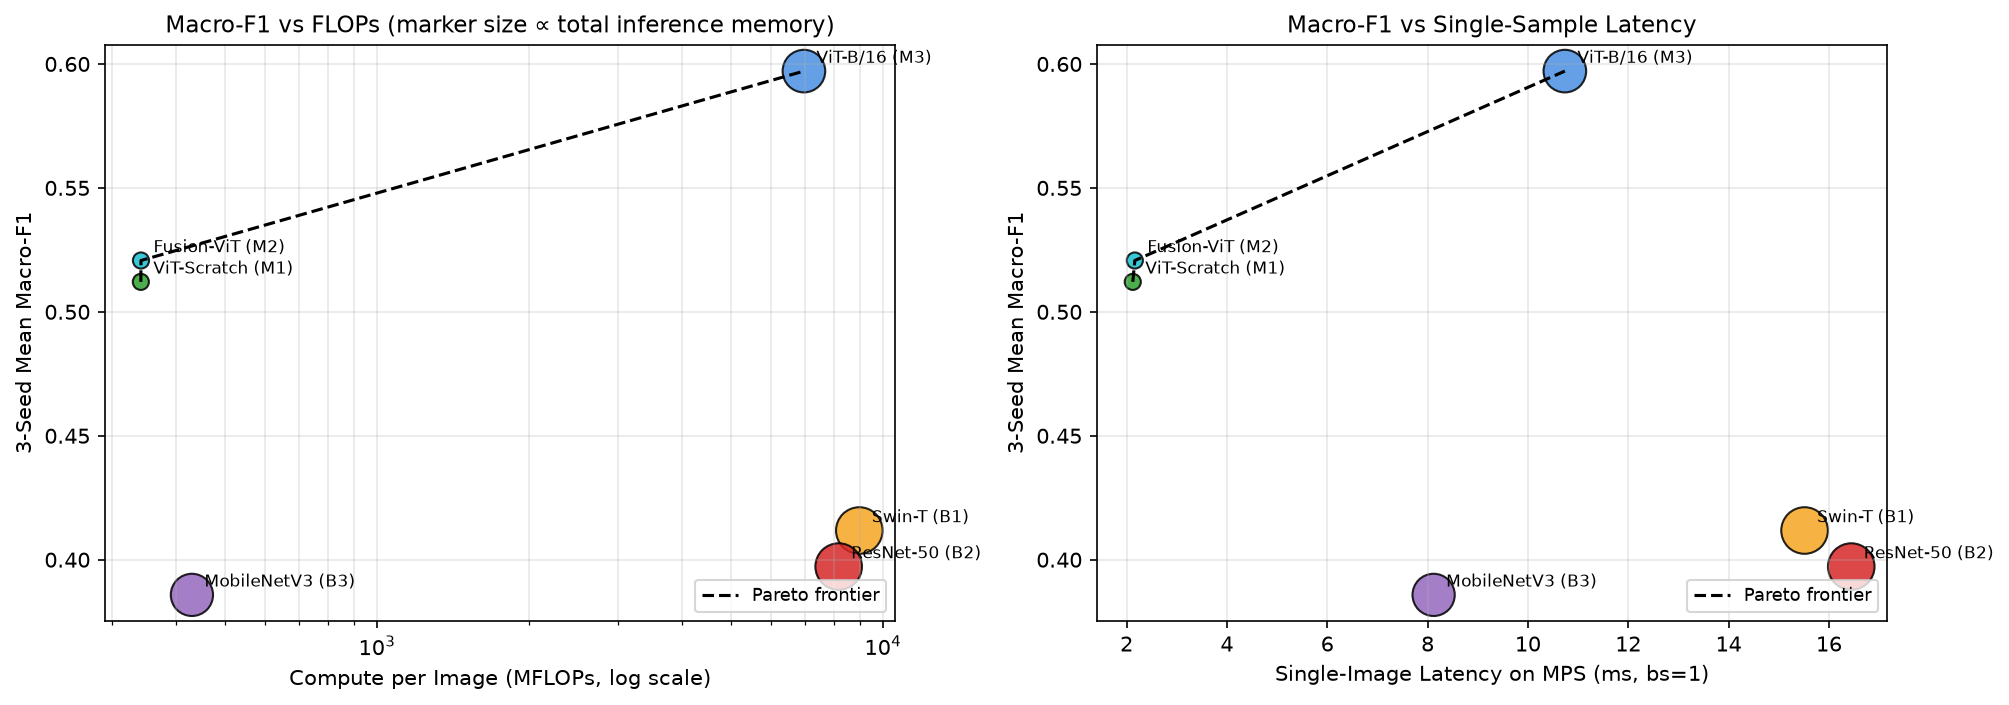 Macro-F1 vs FLOPs (marker size ∝ total inference memory)
3-Seed Mean Macro-F1
0.60
0.55
0.50
0.45
0.40
ViT-B/16 (M3)
Fusion-ViT (M2)
ViT-Scratch (M1)
Swin-T (B1)
ResNet-50 (B2)
MobileNetV3 (B3)
Pareto frontier
10³ 10⁴
Compute per Image (MFLOPs, log scale)
Macro-F1 vs Single-Sample Latency
3-Seed Mean Macro-F1
0.60
0.55
0.50
0.45
0.40
ViT-B/16 (M3)
Fusion-ViT (M2)
ViT-Scratch (M1)
Swin-T (B1)
ResNet-50 (B2)
MobileNetV3 (B3)
Pareto frontier
2 4 6 8 10 12 14 16
Single-Image Latency on MPS (ms, bs=1)